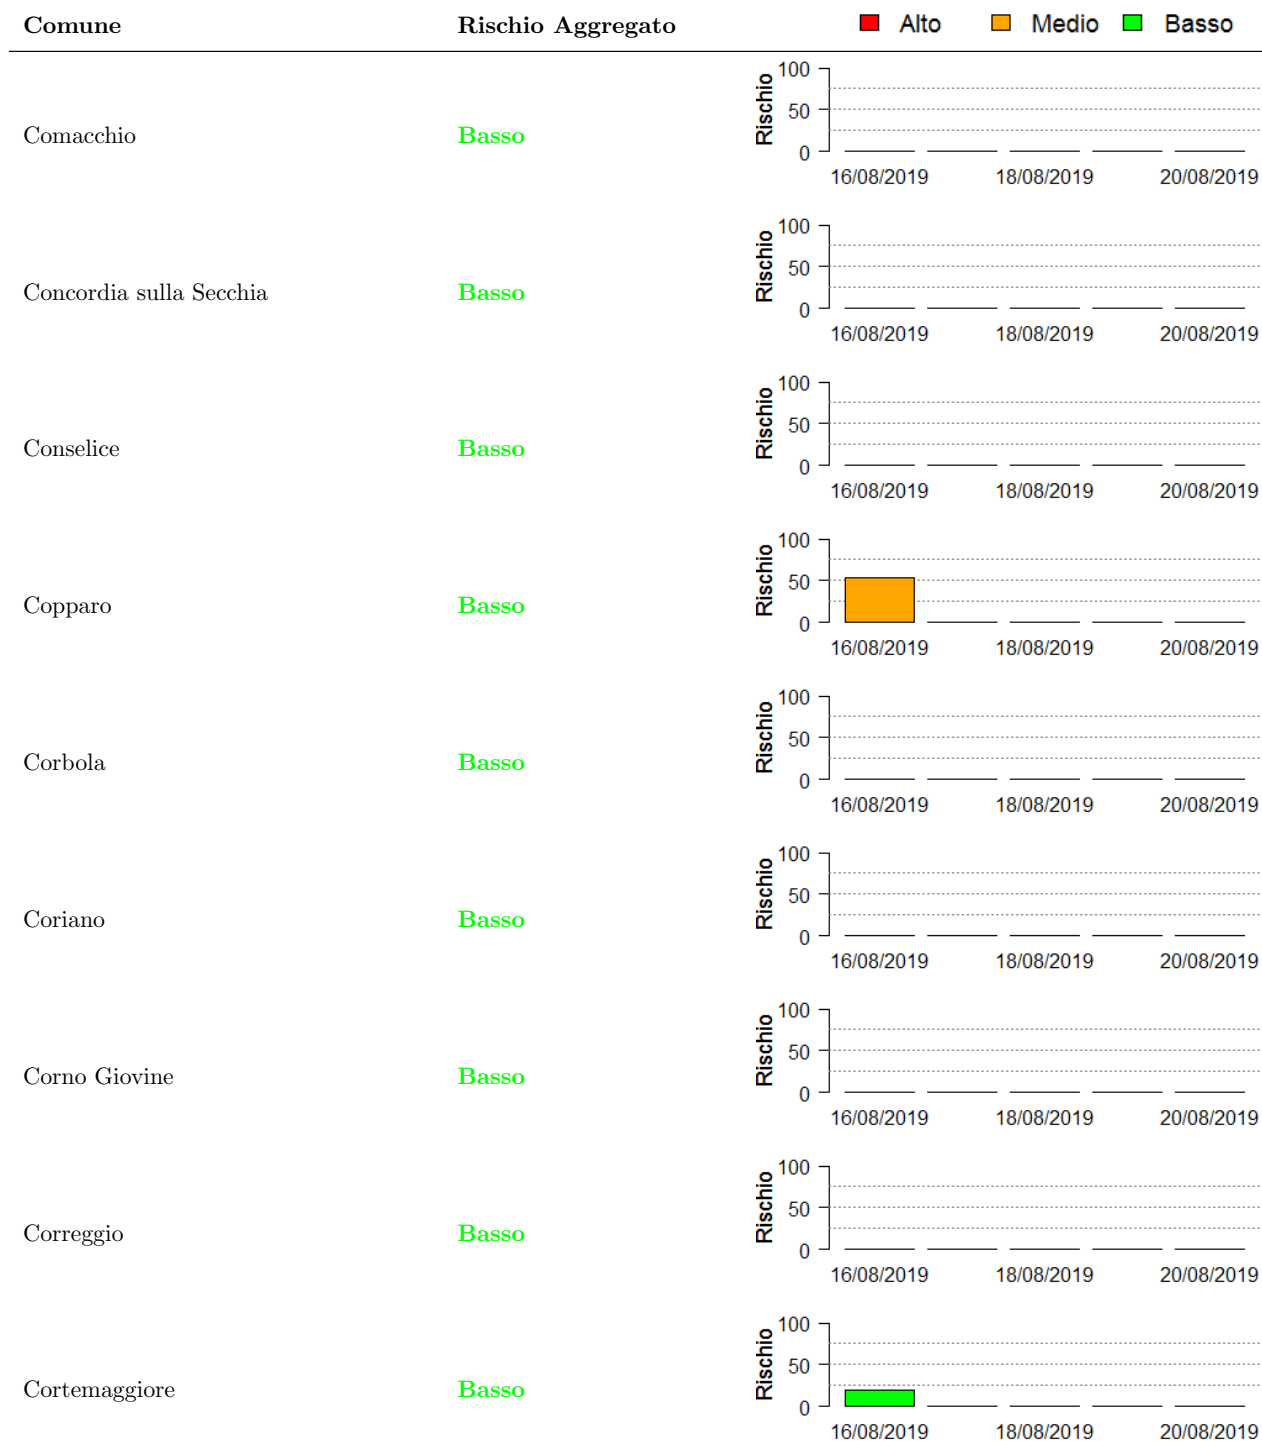 Comune Rischio Aggregato Alto Medio Basso
100
50
0
Rischio
Comacchio Basso
16/08/2019 18/08/2019 20/08/2019
100
50
0
Rischio
Concordia sulla Secchia Basso
16/08/2019 18/08/2019 20/08/2019
100
50
0
Rischio
Conselice Basso
16/08/2019 18/08/2019 20/08/2019
100
50
0
Rischio
Copparo Basso
16/08/2019 18/08/2019 20/08/2019
100
50
0
Rischio
Corbola Basso
16/08/2019 18/08/2019 20/08/2019
100
50
0
Rischio
Coriano Basso
16/08/2019 18/08/2019 20/08/2019
100
50
0
Rischio
Corno Giovine Basso
16/08/2019 18/08/2019 20/08/2019
100
50
0
Rischio
Correggio Basso
16/08/2019 18/08/2019 20/08/2019
100
50
0
Rischio
Cortemaggiore Basso
16/08/2019 18/08/2019 20/08/2019